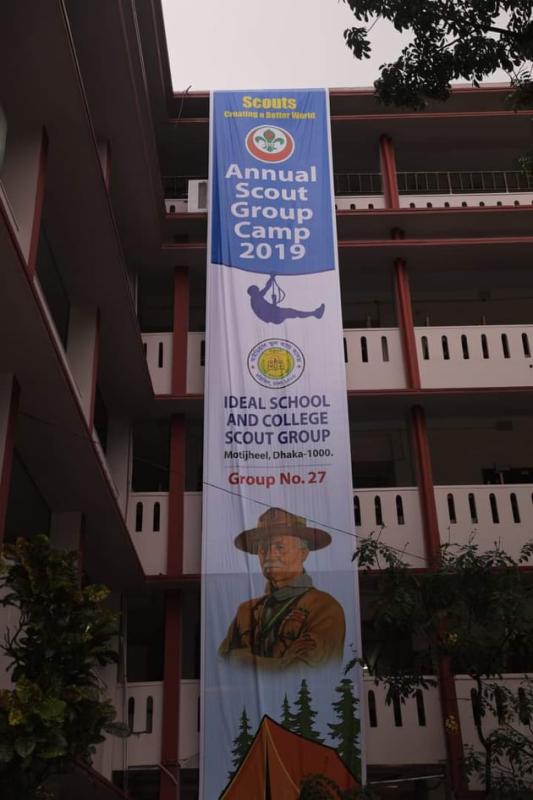 Scouts
Creating a Better World
Annual
Scout
Group
Camp
2019
IDEAL SCHOOL
AND COLLEGE
SCOUT GROUP
Motijheel, Dhaka-1000.
Group No. 27